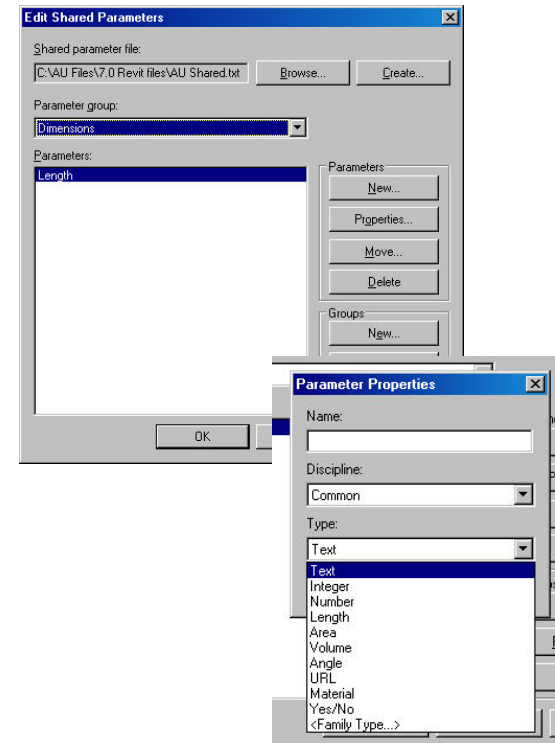 Edit Shared Parameters
Shared parameter file:
C:\AU Files\7.0 Revit files\AU Shared.txt
Browse...
Create...
Parameter group:
Dimensions
Parameters:
Length
Parameters
New...
Properties...
Move...
Delete
Groups
New...
OK
Parameter Properties
Name:
Discipline:
Common
Type:
Text
Text
Integer
Number
Length
Area
Volume
Angle
URL
Material
Yes/No
<Family Type...>